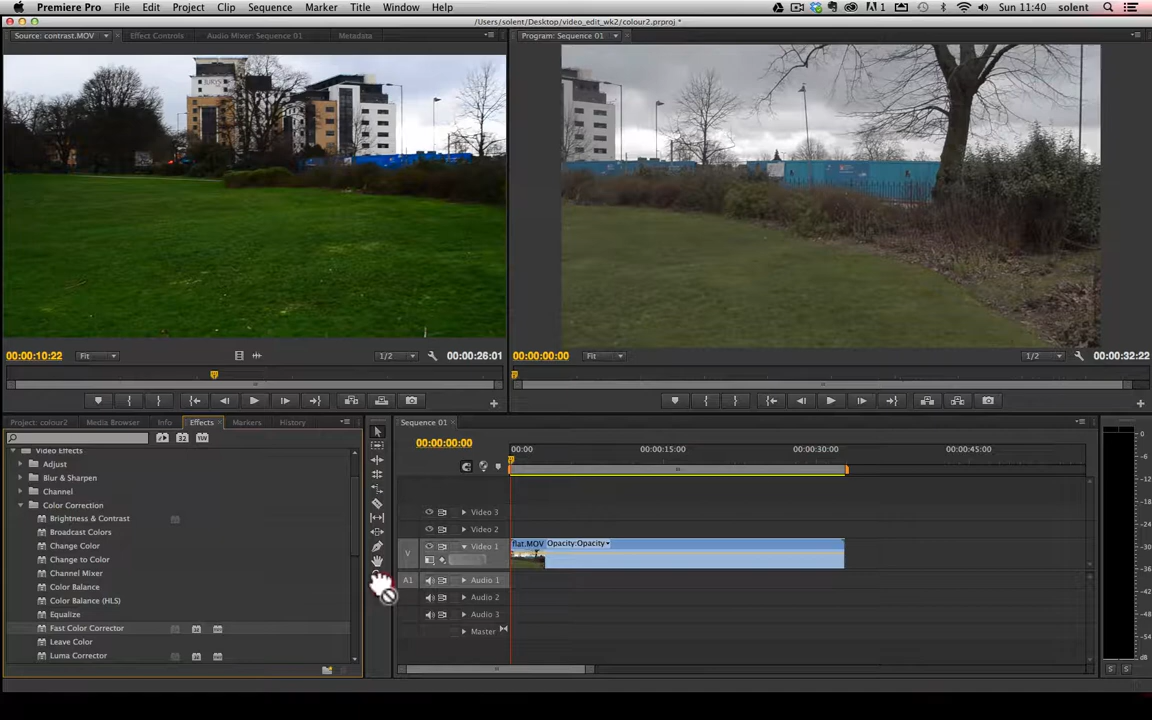 Premiere Pro File Edit Project Clip Sequence Marker Title Window Help 1 Sun 11:40 solent
/Users/solent/Desktop/video_edit_wk2/colour2.prproj *
Source: contrast.MOV Effect Controls Audio Mixer: Sequence 01 Metadata Program: Sequence 01
00:00:10:22 Fit 1/2 00:00:26:01 00:00:00:00 Fit 1/2 00:00:32:22
Project: colour2 Media Browser Info Effects Markers History Sequence 01
32 YUV
00:00:00:00 00:00 00:00:15:00 00:00:30:00 00:00:45:00
Video Effects
Adjust
Blur & Sharpen
Channel
Color Correction
Brightness & Contrast
Broadcast Colors
Change Color
Change to Color
Channel Mixer
Color Balance
Color Balance (HLS)
Equalize
Fast Color Corrector
Leave Color
Luma Corrector
Video 3
Video 2
V Video 1 flat.MOV Opacity:Opacity
A1 Audio 1
Audio 2
Audio 3
Master
0
S S